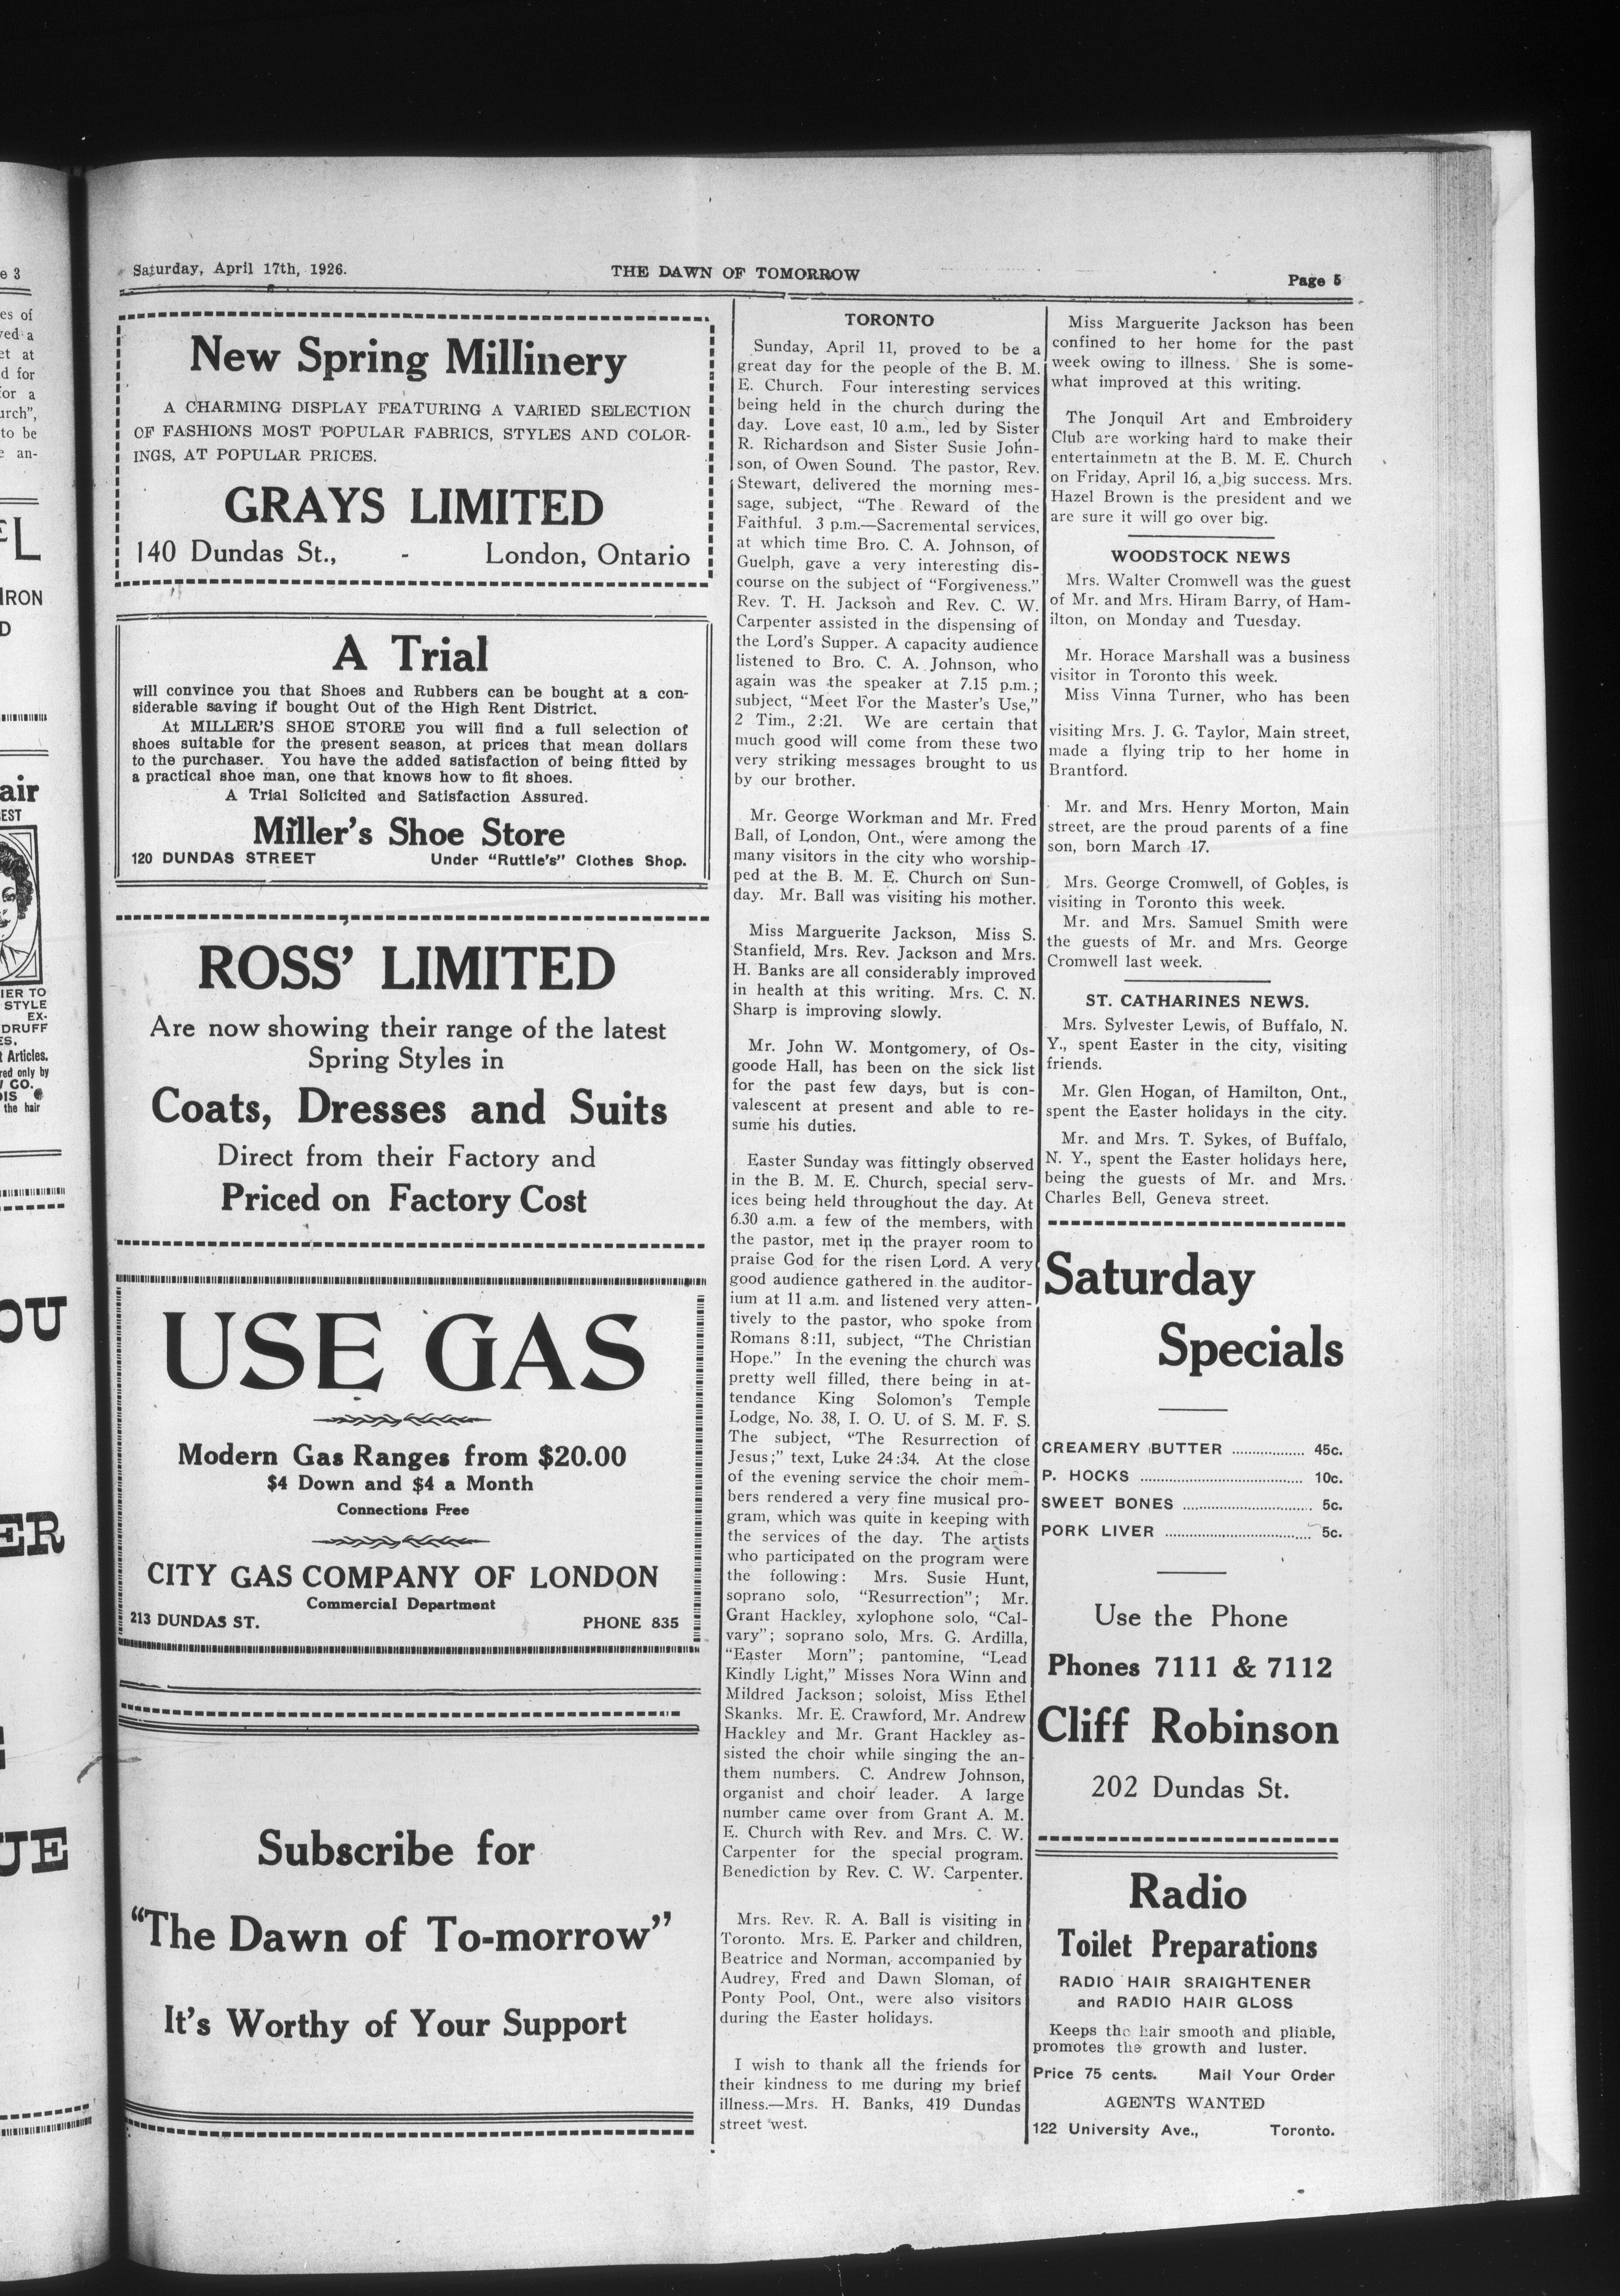 e 3
es of
ved a
et at
d for
for a
urch",
to be
e an-
EL
IRON
D
air
EST
IER TO
STYLE
EX-
DRUFF
ES.
t Articles.
red only by
CO.
OIS
the hair
OU
ER
E
UE
Saturday, April 17th, 1926.
THE DAWN OF TOMORROW
Page 5
New Spring Millinery
A CHARMING DISPLAY FEATURING A VARIED SELECTION
OF FASHIONS MOST POPULAR FABRICS, STYLES AND COLOR-
INGS, AT POPULAR PRICES.
GRAYS LIMITED
140 Dundas St., - London, Ontario
A Trial
will convince you that Shoes and Rubbers can be bought at a con-
siderable saving if bought Out of the High Rent District.
At MILLER'S SHOE STORE you will find a full selection of
shoes suitable for the present season, at prices that mean dollars
to the purchaser. You have the added satisfaction of being fitted by
a practical shoe man, one that knows how to fit shoes.
A Trial Solicited and Satisfaction Assured.
Miller's Shoe Store
120 DUNDAS STREET Under "Ruttle's" Clothes Shop.
ROSS' LIMITED
Are now showing their range of the latest
Spring Styles in
Coats, Dresses and Suits
Direct from their Factory and
Priced on Factory Cost
USE GAS
Modern Gas Ranges from $20.00
$4 Down and $4 a Month
Connections Free
CITY GAS COMPANY OF LONDON
Commercial Department
213 DUNDAS ST. PHONE 835
Subscribe for
"The Dawn of To-morrow"
It's Worthy of Your Support
TORONTO
Sunday, April 11, proved to be a
great day for the people of the B. M.
E. Church. Four interesting services
being held in the church during the
day. Love east, 10 a.m., led by Sister
R. Richardson and Sister Susie John-
son, of Owen Sound. The pastor, Rev.
Stewart, delivered the morning mes-
sage, subject, "The Reward of the
Faithful. 3 p.m.—Sacremental services,
at which time Bro. C. A. Johnson, of
Guelph, gave a very interesting dis-
course on the subject of "Forgiveness."
Rev. T. H. Jackson and Rev. C. W.
Carpenter assisted in the dispensing of
the Lord's Supper. A capacity audience
listened to Bro. C. A. Johnson, who
again was the speaker at 7.15 p.m.;
subject, "Meet For the Master's Use,"
2 Tim., 2:21. We are certain that
much good will come from these two
very striking messages brought to us
by our brother.
Mr. George Workman and Mr. Fred
Ball, of London, Ont., were among the
many visitors in the city who worship-
ped at the B. M. E. Church on Sun-
day. Mr. Ball was visiting his mother.
Miss Marguerite Jackson, Miss S.
Stanfield, Mrs. Rev. Jackson and Mrs.
H. Banks are all considerably improved
in health at this writing. Mrs. C. N.
Sharp is improving slowly.
Mr. John W. Montgomery, of Os-
goode Hall, has been on the sick list
for the past few days, but is con-
valescent at present and able to re-
sume his duties.
Easter Sunday was fittingly observed
in the B. M. E. Church, special serv-
ices being held throughout the day. At
6.30 a.m. a few of the members, with
the pastor, met in the prayer room to
praise God for the risen Lord. A very
good audience gathered in the auditor-
ium at 11 a.m. and listened very atten-
tively to the pastor, who spoke from
Romans 8:11, subject, "The Christian
Hope." In the evening the church was
pretty well filled, there being in at-
tendance King Solomon's Temple
Lodge, No. 38, I. O. U. of S. M. F. S.
The subject, "The Resurrection of
Jesus;" text, Luke 24:34. At the close
of the evening service the choir mem-
bers rendered a very fine musical pro-
gram, which was quite in keeping with
the services of the day. The artists
who participated on the program were
the following: Mrs. Susie Hunt,
soprano solo, "Resurrection"; Mr.
Grant Hackley, xylophone solo, "Cal-
vary"; soprano solo, Mrs. G. Ardilla,
"Easter Morn"; pantomine, "Lead
Kindly Light," Misses Nora Winn and
Mildred Jackson; soloist, Miss Ethel
Skanks. Mr. E. Crawford, Mr. Andrew
Hackley and Mr. Grant Hackley as-
sisted the choir while singing the an-
them numbers. C. Andrew Johnson,
organist and choir leader. A large
number came over from Grant A. M.
E. Church with Rev. and Mrs. C. W.
Carpenter for the special program.
Benediction by Rev. C. W. Carpenter.
Mrs. Rev. R. A. Ball is visiting in
Toronto. Mrs. E. Parker and children,
Beatrice and Norman, accompanied by
Audrey, Fred and Dawn Sloman, of
Ponty Pool, Ont., were also visitors
during the Easter holidays.
I wish to thank all the friends for
their kindness to me during my brief
illness.—Mrs. H. Banks, 419 Dundas
street west.
Miss Marguerite Jackson has been
confined to her home for the past
week owing to illness. She is some-
what improved at this writing.
The Jonquil Art and Embroidery
Club are working hard to make their
entertainmetn at the B. M. E. Church
on Friday, April 16, a big success. Mrs.
Hazel Brown is the president and we
are sure it will go over big.
WOODSTOCK NEWS
Mrs. Walter Cromwell was the guest
of Mr. and Mrs. Hiram Barry, of Ham-
ilton, on Monday and Tuesday.
Mr. Horace Marshall was a business
visitor in Toronto this week.
Miss Vinna Turner, who has been
visiting Mrs. J. G. Taylor, Main street,
made a flying trip to her home in
Brantford.
Mr. and Mrs. Henry Morton, Main
street, are the proud parents of a fine
son, born March 17.
Mrs. George Cromwell, of Gobles, is
visiting in Toronto this week.
Mr. and Mrs. Samuel Smith were
the guests of Mr. and Mrs. George
Cromwell last week.
ST. CATHARINES NEWS.
Mrs. Sylvester Lewis, of Buffalo, N.
Y., spent Easter in the city, visiting
friends.
Mr. Glen Hogan, of Hamilton, Ont.,
spent the Easter holidays in the city.
Mr. and Mrs. T. Sykes, of Buffalo,
N. Y., spent the Easter holidays here,
being the guests of Mr. and Mrs.
Charles Bell, Geneva street.
Saturday
Specials
CREAMERY BUTTER ................. 45c.
P. HOCKS ....................................... 10c.
SWEET BONES ............................... 5c.
PORK LIVER ................................... 5c.
Use the Phone
Phones 7111 & 7112
Cliff Robinson
202 Dundas St.
Radio
Toilet Preparations
RADIO HAIR SRAIGHTENER
and RADIO HAIR GLOSS
Keeps the hair smooth and pliable,
promotes the growth and luster.
Price 75 cents. Mail Your Order
AGENTS WANTED
122 University Ave., Toronto.